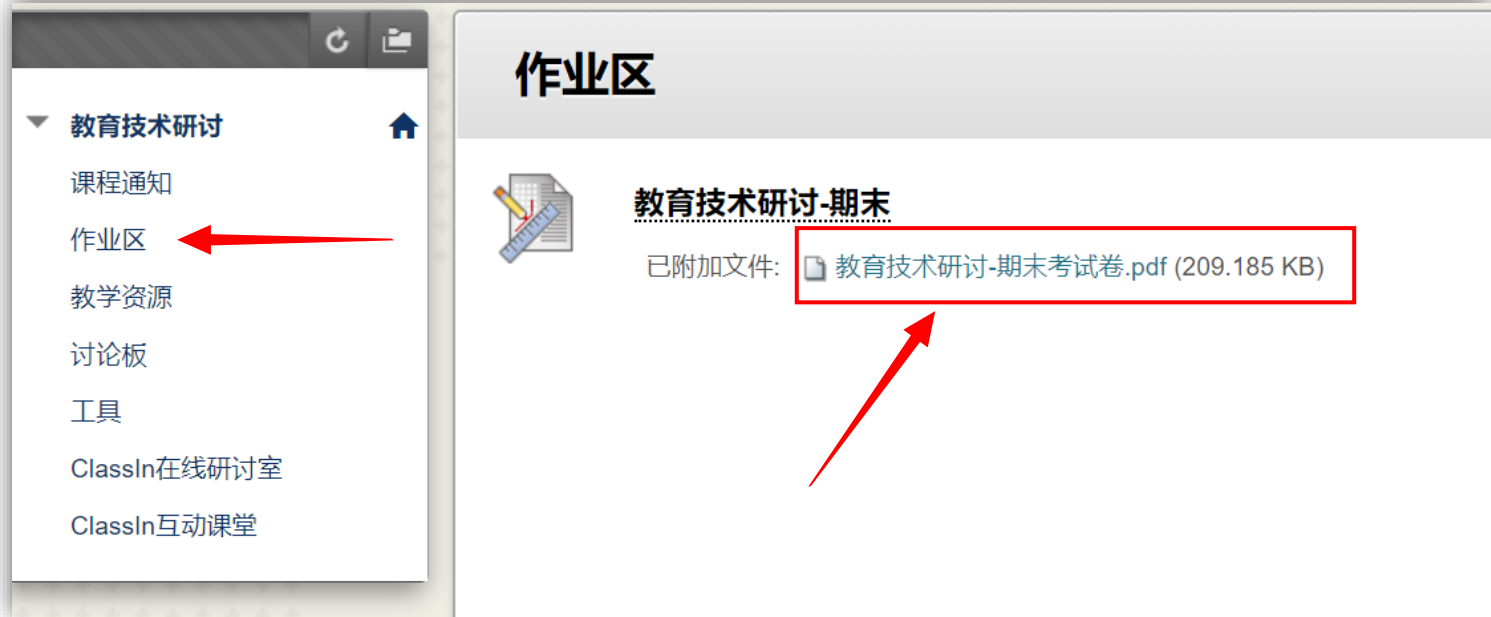 教育技术研讨
课程通知
作业区
教学资源
讨论板
工具
ClassIn在线研讨室
ClassIn互动课堂
作业区
教育技术研讨-期末
已附加文件: 教育技术研讨-期末考试卷.pdf (209.185 KB)